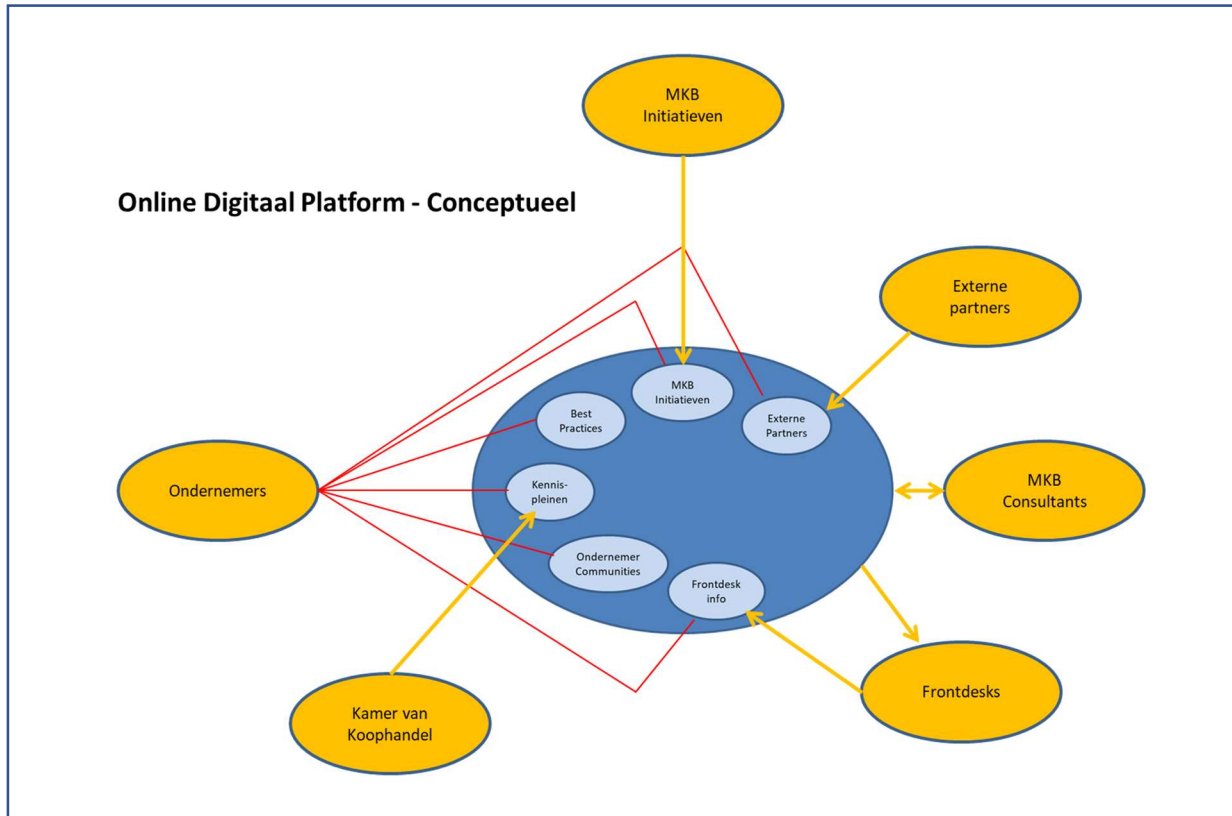 MKB
Initiatieven
Online Digitaal Platform - Conceptueel
Externe
partners
MKB
Initiatieven
Best
Practices
Externe
Partners
Ondernemers
Kennis-
pleinen
MKB
Consultants
Ondernemer
Communities
Frontdesk
info
Frontdesks
Kamer van
Koophandel